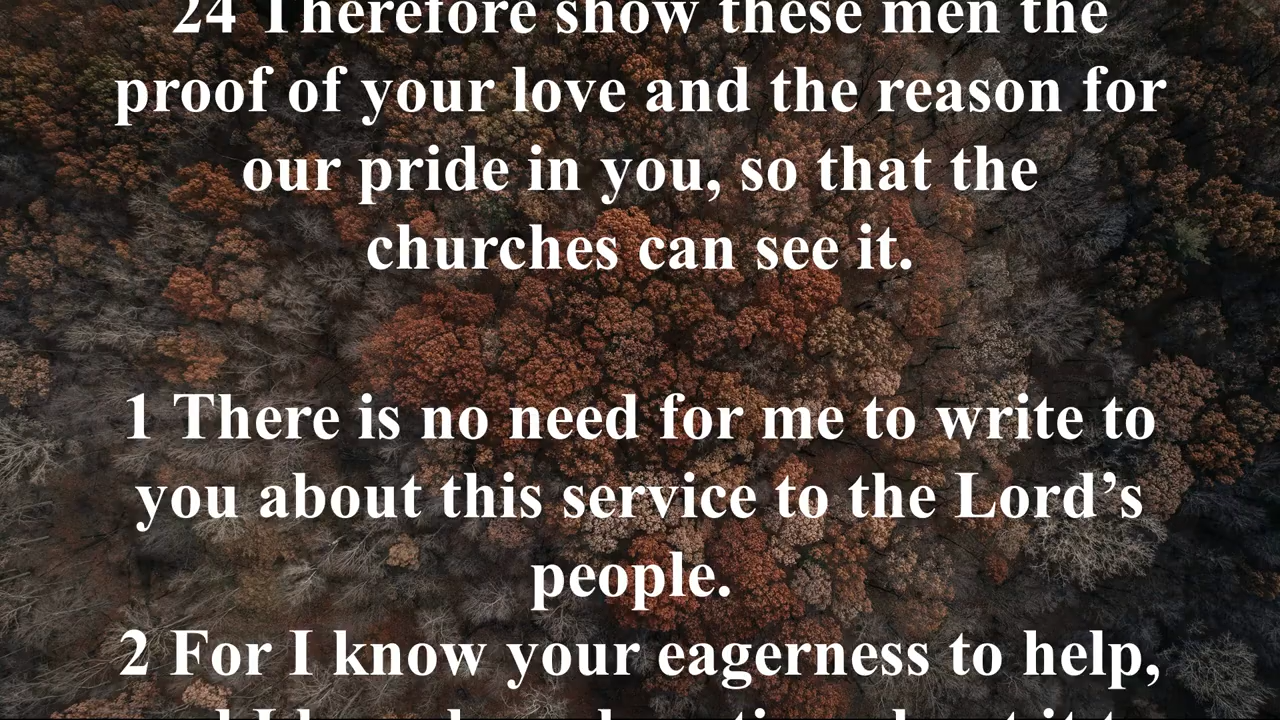 24 Therefore show these men the
proof of your love and the reason for
our pride in you, so that the
churches can see it.
1 There is no need for me to write to
you about this service to the Lord’s
people.
2 For I know your eagerness to help,